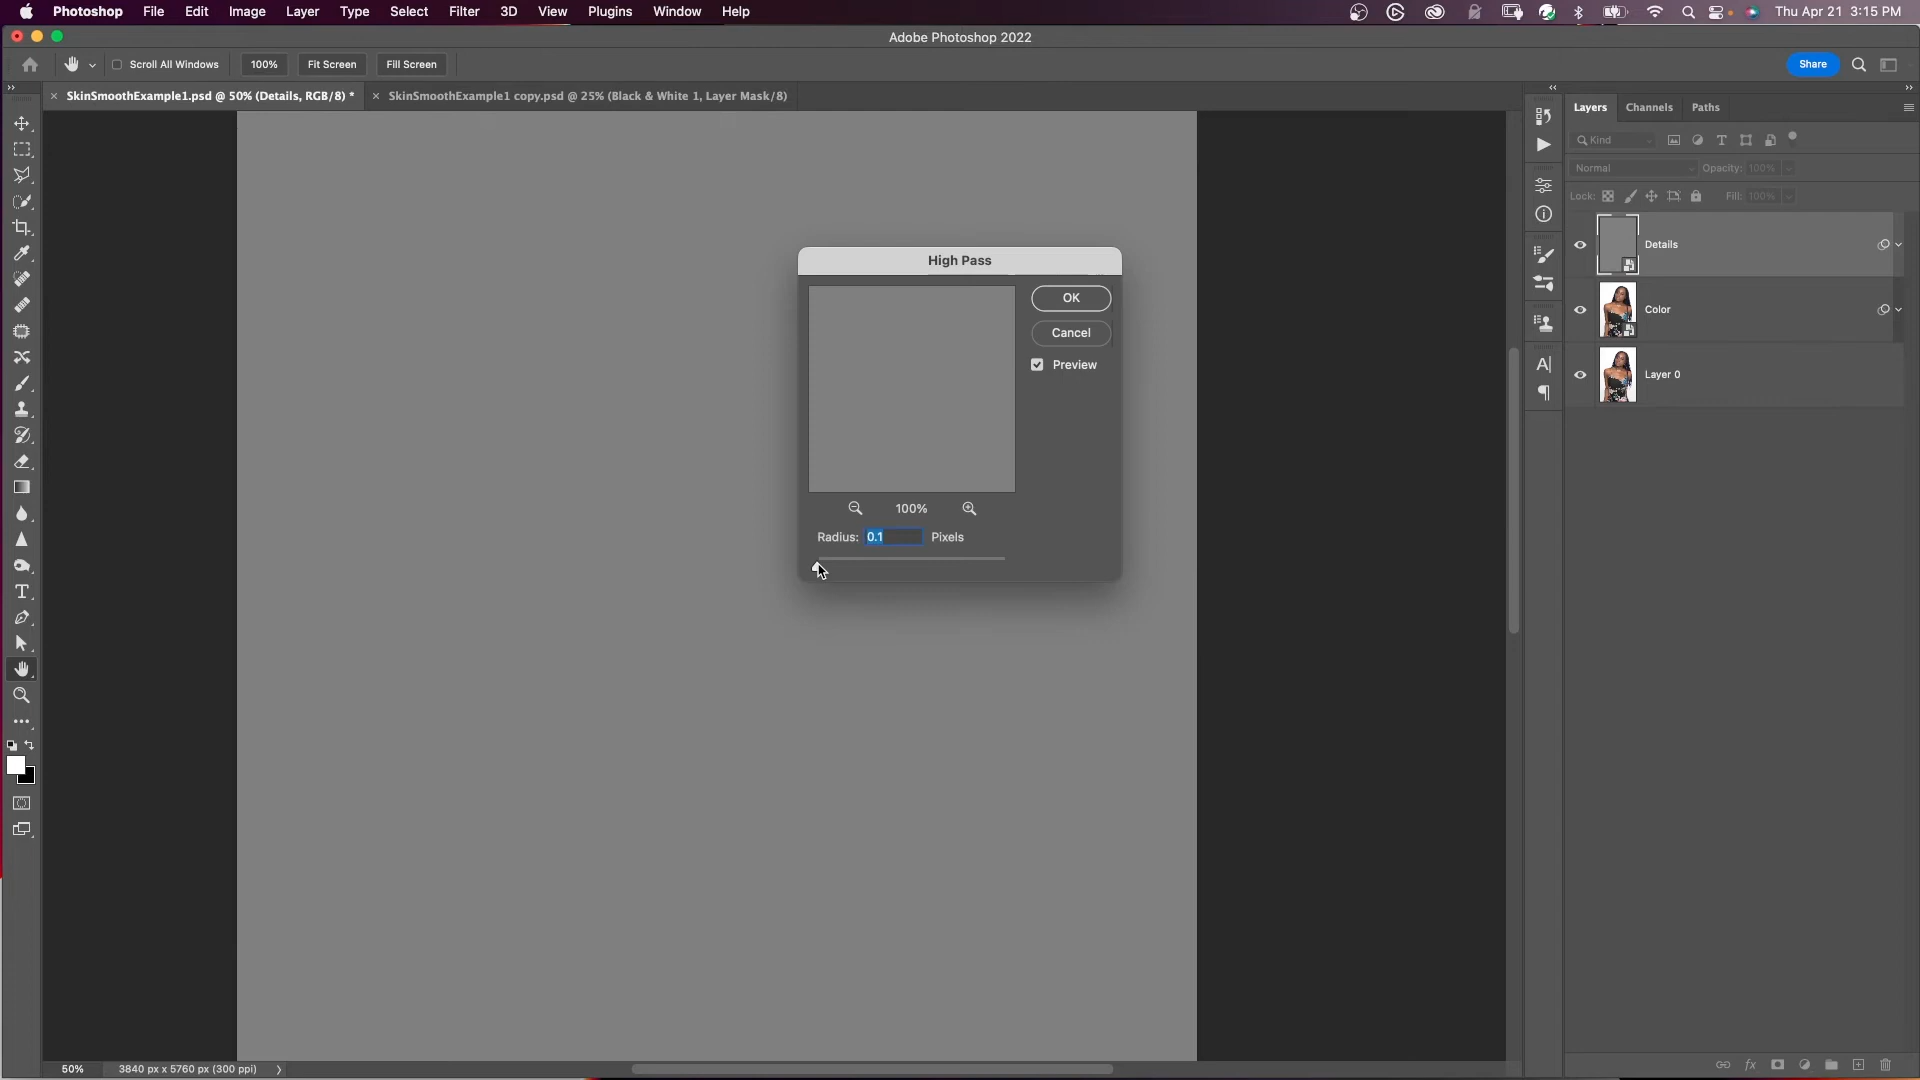 Photoshop File Edit Image Layer Type Select Filter 3D View Plugins Window Help Thu Apr 21 3:15 PM
Adobe Photoshop 2022
Scroll All Windows 100% Fit Screen Fill Screen Share
× SkinSmoothExample1.psd @ 50% (Details, RGB/8) * × SkinSmoothExample1 copy.psd @ 25% (Black & White 1, Layer Mask/8)
Layers Channels Paths
Kind
Normal Opacity: 100%
Lock: Fill: 100%
Details
Color
Layer 0
High Pass
OK
Cancel
Preview
100%
Radius: 0.1 Pixels
50% 3840 px x 5760 px (300 ppi)